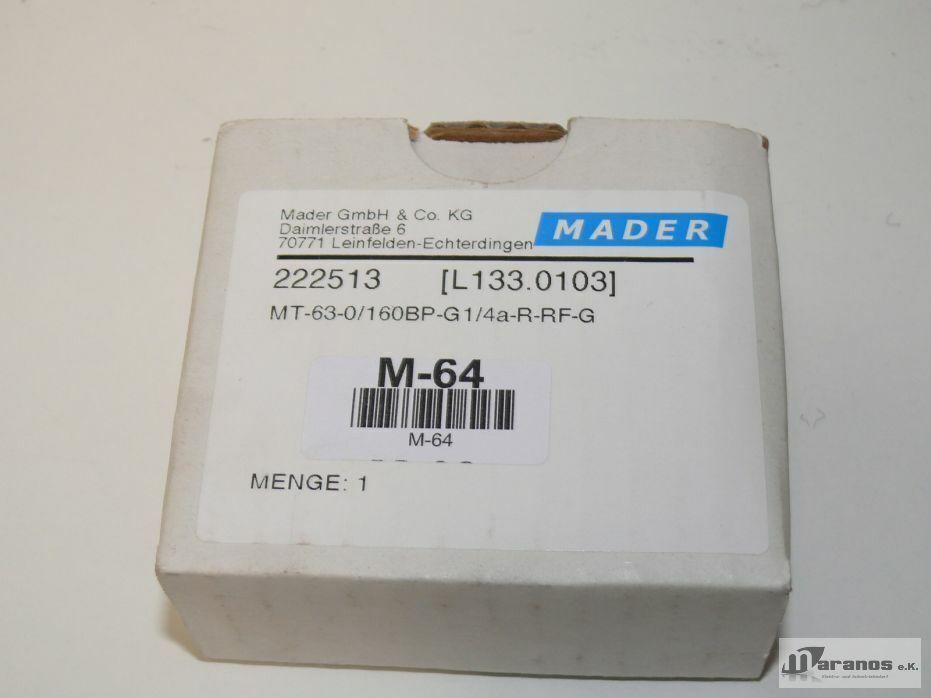 Mader GmbH & Co. KG
Daimlerstraße 6
70771 Leinfelden-Echterdingen
MADER
222513 [L133.0103]
MT-63-0/160BP-G1/4a-R-RF-G
M-64
M-64
MENGE: 1
Maranos e.K.